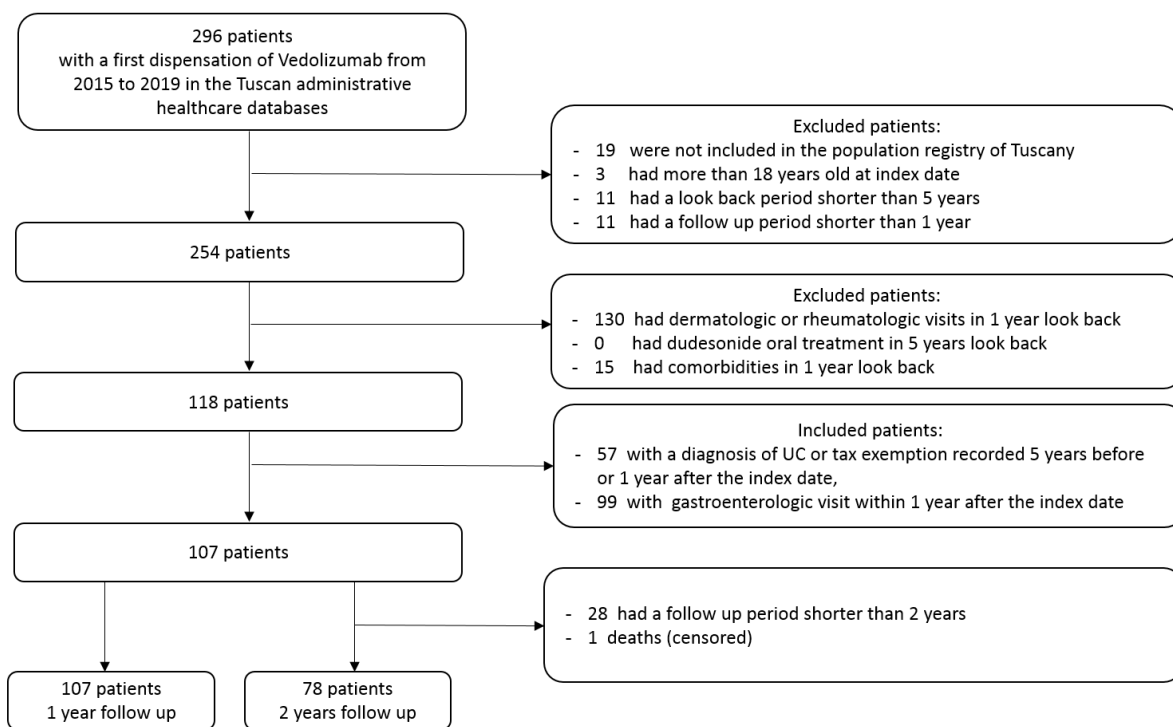 296 patients
with a first dispensation of Vedolizumab from
2015 to 2019 in the Tuscan administrative
healthcare databases
Excluded patients:
- 19 were not included in the population registry of Tuscany
- 3 had more than 18 years old at index date
- 11 had a look back period shorter than 5 years
- 11 had a follow up period shorter than 1 year
254 patients
Excluded patients:
- 130 had dermatologic or rheumatologic visits in 1 year look back
- 0 had dudesonide oral treatment in 5 years look back
- 15 had comorbidities in 1 year look back
118 patients
Included patients:
- 57 with a diagnosis of UC or tax exemption recorded 5 years before
or 1 year after the index date,
- 99 with gastroenterologic visit within 1 year after the index date
107 patients
- 28 had a follow up period shorter than 2 years
- 1 deaths (censored)
107 patients
1 year follow up
78 patients
2 years follow up